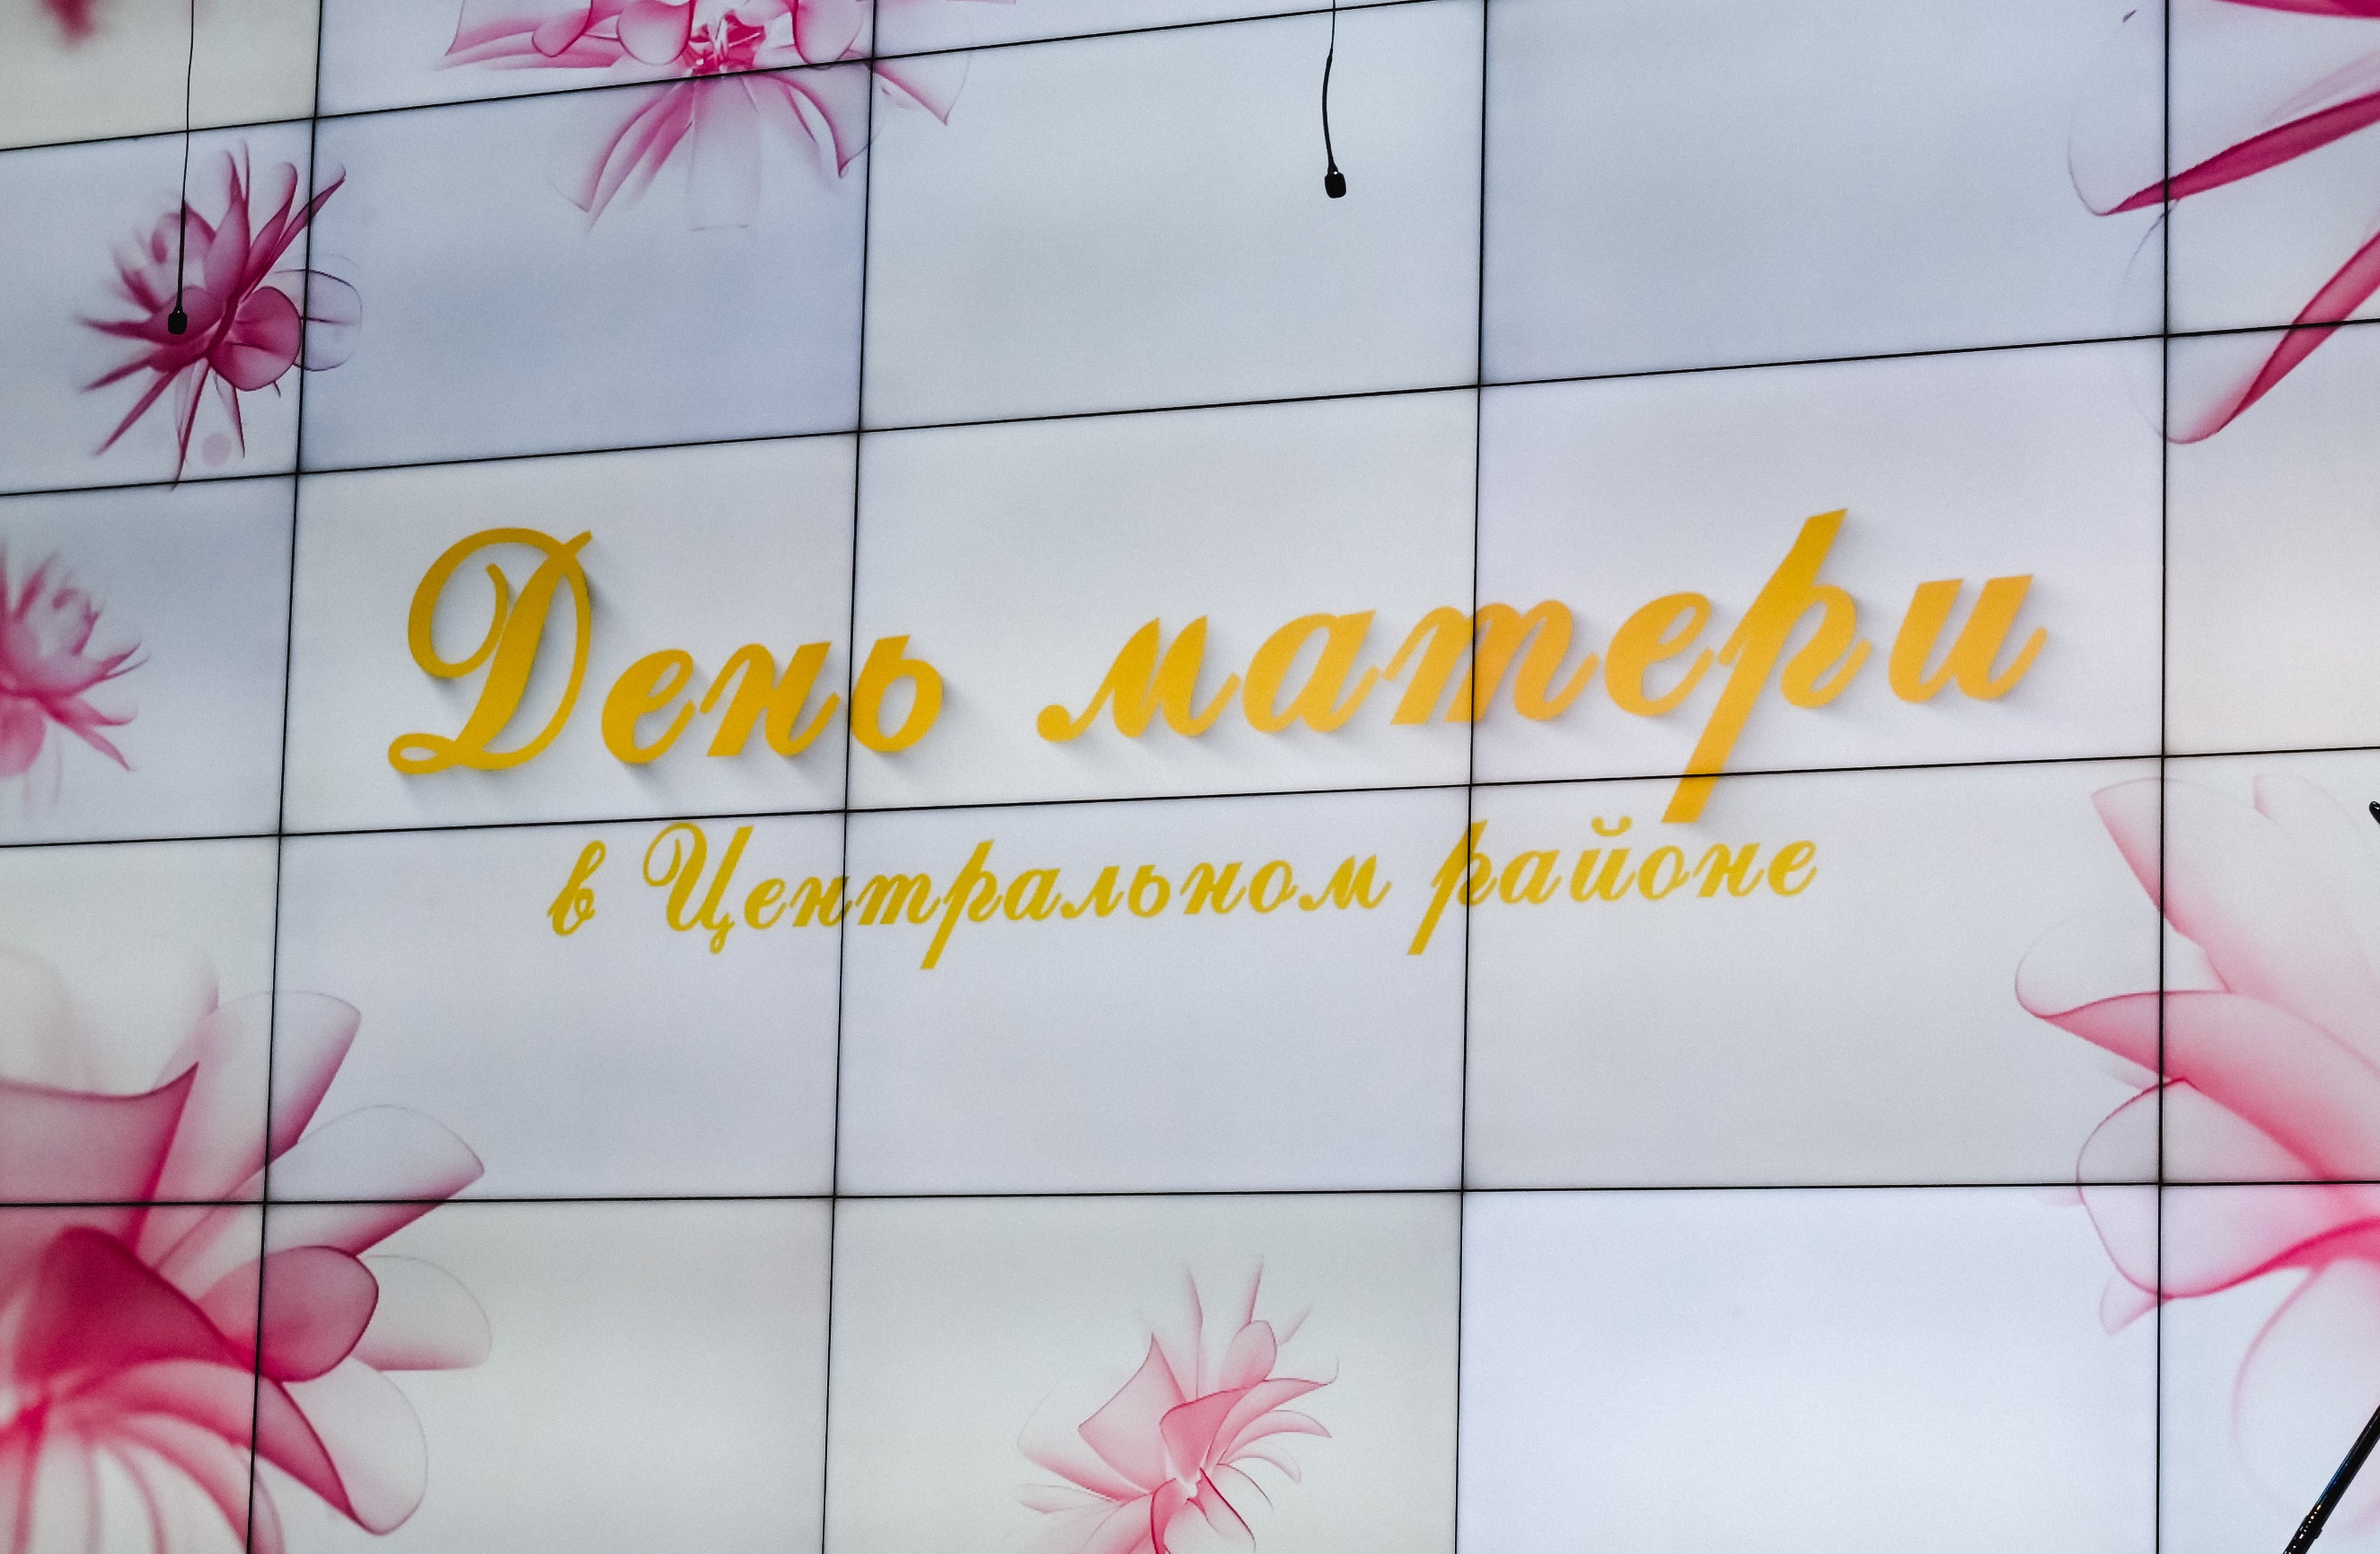 День матери
в Центральном районе